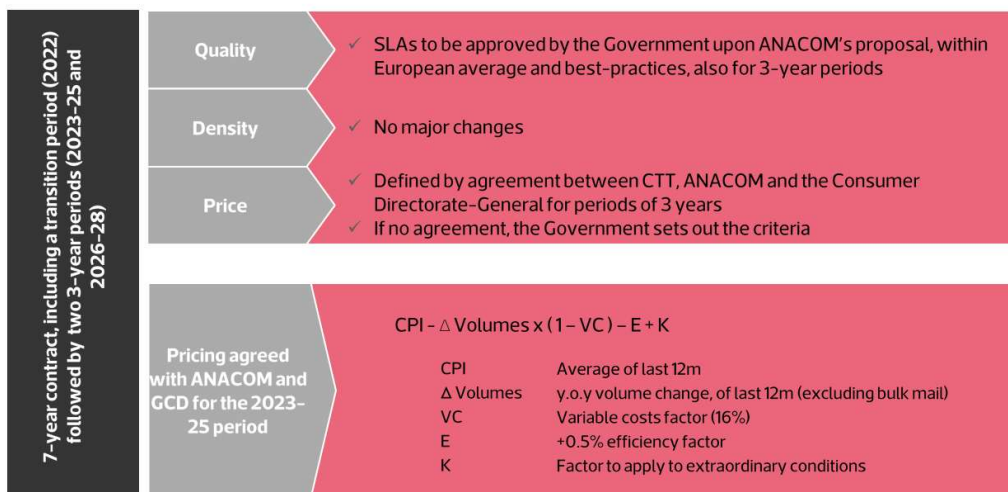 7-year contract, including a transition period (2022)
followed by two 3-year periods (2023-25 and
2026-28)
Quality
✓ SLAs to be approved by the Government upon ANACOM's proposal, within
European average and best-practices, also for 3-year periods
Density
✓ No major changes
Price
✓ Defined by agreement between CTT, ANACOM and the Consumer
Directorate-General for periods of 3 years
✓ If no agreement, the Government sets out the criteria
Pricing agreed
with ANACOM and
GCD for the 2023-
25 period
CPI - Δ Volumes x (1 – VC) – E + K
CPI Average of last 12m
Δ Volumes y.o.y volume change, of last 12m (excluding bulk mail)
VC Variable costs factor (16%)
E +0.5% efficiency factor
K Factor to apply to extraordinary conditions